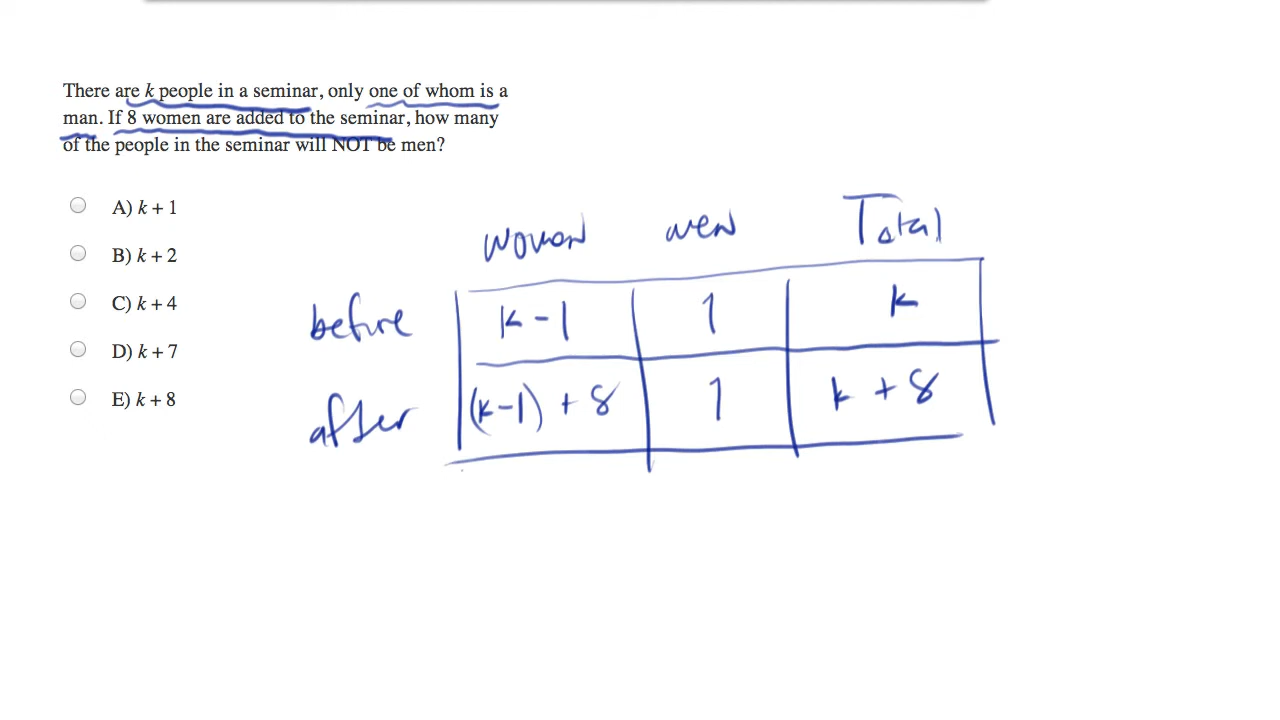 There are k people in a seminar, only one of whom is a
man. If 8 women are added to the seminar, how many
of the people in the seminar will NOT be men?
A) k + 1
B) k + 2
C) k + 4
D) k + 7
E) k + 8
women men Total
before k - 1 1 k
after (k-1) + 8 1 k + 8